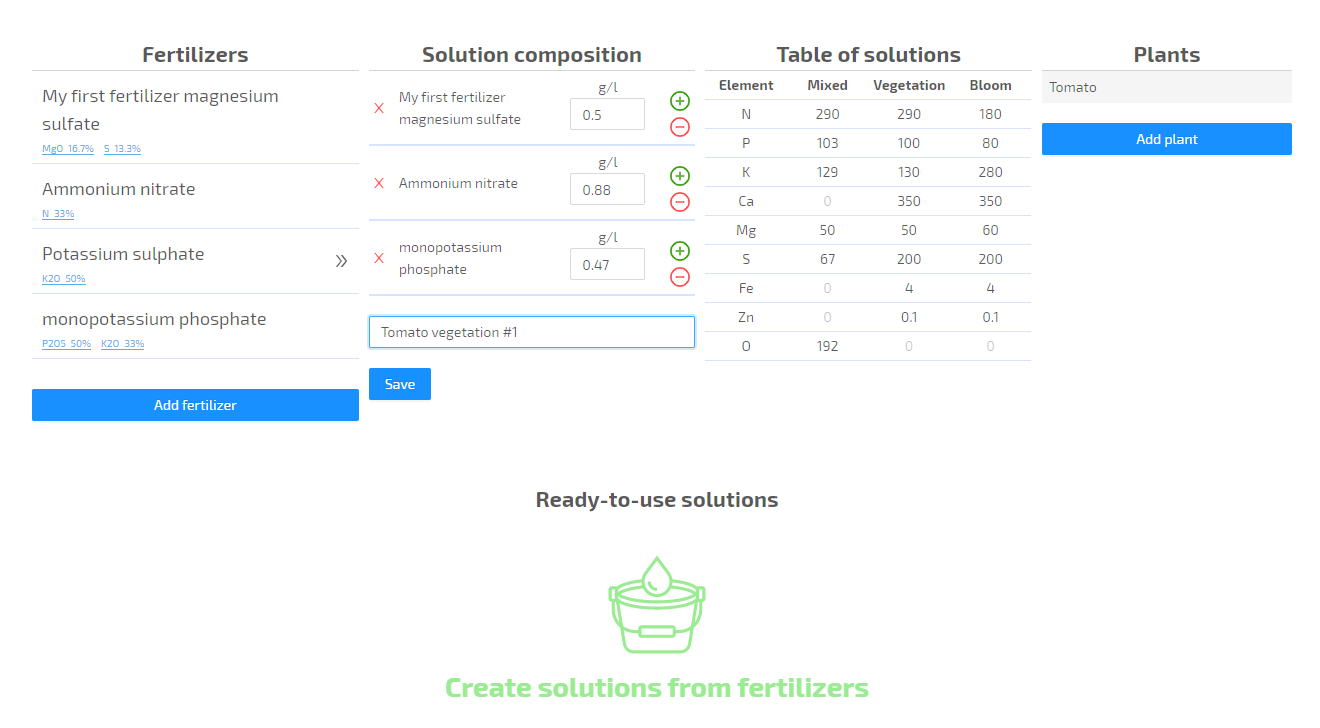 Fertilizers
My first fertilizer magnesium
sulfate
MgO 16.7% S 13.3%
Ammonium nitrate
N 33%
Potassium sulphate
K2O 50%
monopotassium phosphate
P2O5 50% K2O 33%
Add fertilizer
Solution composition
g/l
My first fertilizer
magnesium sulfate
0.5
g/l
Ammonium nitrate
0.88
g/l
monopotassium
phosphate
0.47
Tomato vegetation #1
Save
Table of solutions
Element Mixed Vegetation Bloom
N 290 290 180
P 103 100 80
K 129 130 280
Ca 0 350 350
Mg 50 50 60
S 67 200 200
Fe 0 4 4
Zn 0 0.1 0.1
O 192 0 0
Plants
Tomato
Add plant
Ready-to-use solutions
Create solutions from fertilizers